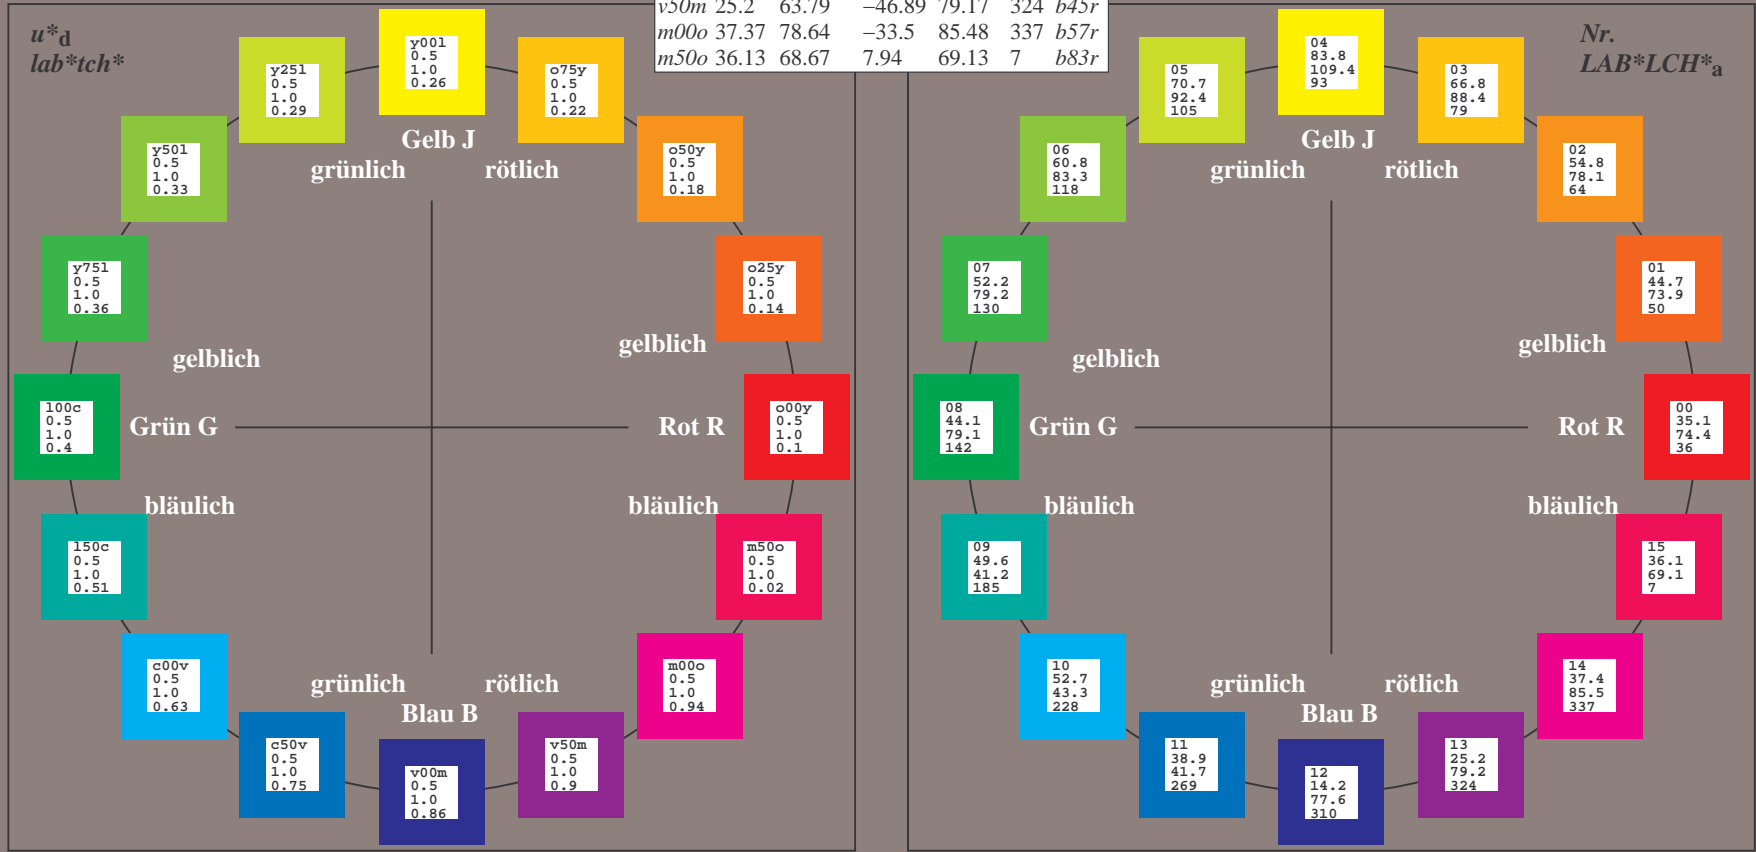 v50m 25.2 63.79 −46.89 79.17 324 b45r
m00o 37.37 78.64 −33.5 85.48 337 b57r
m50o 36.13 68.67 7.94 69.13 7 b83r
u*d
lab*tch*
y00l
0.5
1.0
0.26
y25l
0.5
1.0
0.29
o75y
0.5
1.0
0.22
Gelb J
grünlich rötlich
y50l
0.5
1.0
0.33
o50y
0.5
1.0
0.18
y75l
0.5
1.0
0.36
o25y
0.5
1.0
0.14
gelblich
gelblich
l00c
0.5
1.0
0.4
Grün G
Rot R
o00y
0.5
1.0
0.1
bläulich
bläulich
l50c
0.5
1.0
0.51
m50o
0.5
1.0
0.02
c00v
0.5
1.0
0.63
m00o
0.5
1.0
0.94
grünlich rötlich
Blau B
c50v
0.5
1.0
0.75
v00m
0.5
1.0
0.86
v50m
0.5
1.0
0.9
Nr.
LAB*LCH*a
04
83.8
109.4
93
05
70.7
92.4
105
03
66.8
88.4
79
Gelb J
grünlich rötlich
06
60.8
83.3
118
02
54.8
78.1
64
07
52.2
79.2
130
01
44.7
73.9
50
gelblich
gelblich
08
44.1
79.1
142
Grün G
Rot R
00
35.1
74.4
36
bläulich
bläulich
09
49.6
41.2
185
15
36.1
69.1
7
10
52.7
43.3
228
14
37.4
85.5
337
grünlich rötlich
Blau B
11
38.9
41.7
269
12
14.2
77.6
310
13
25.2
79.2
324